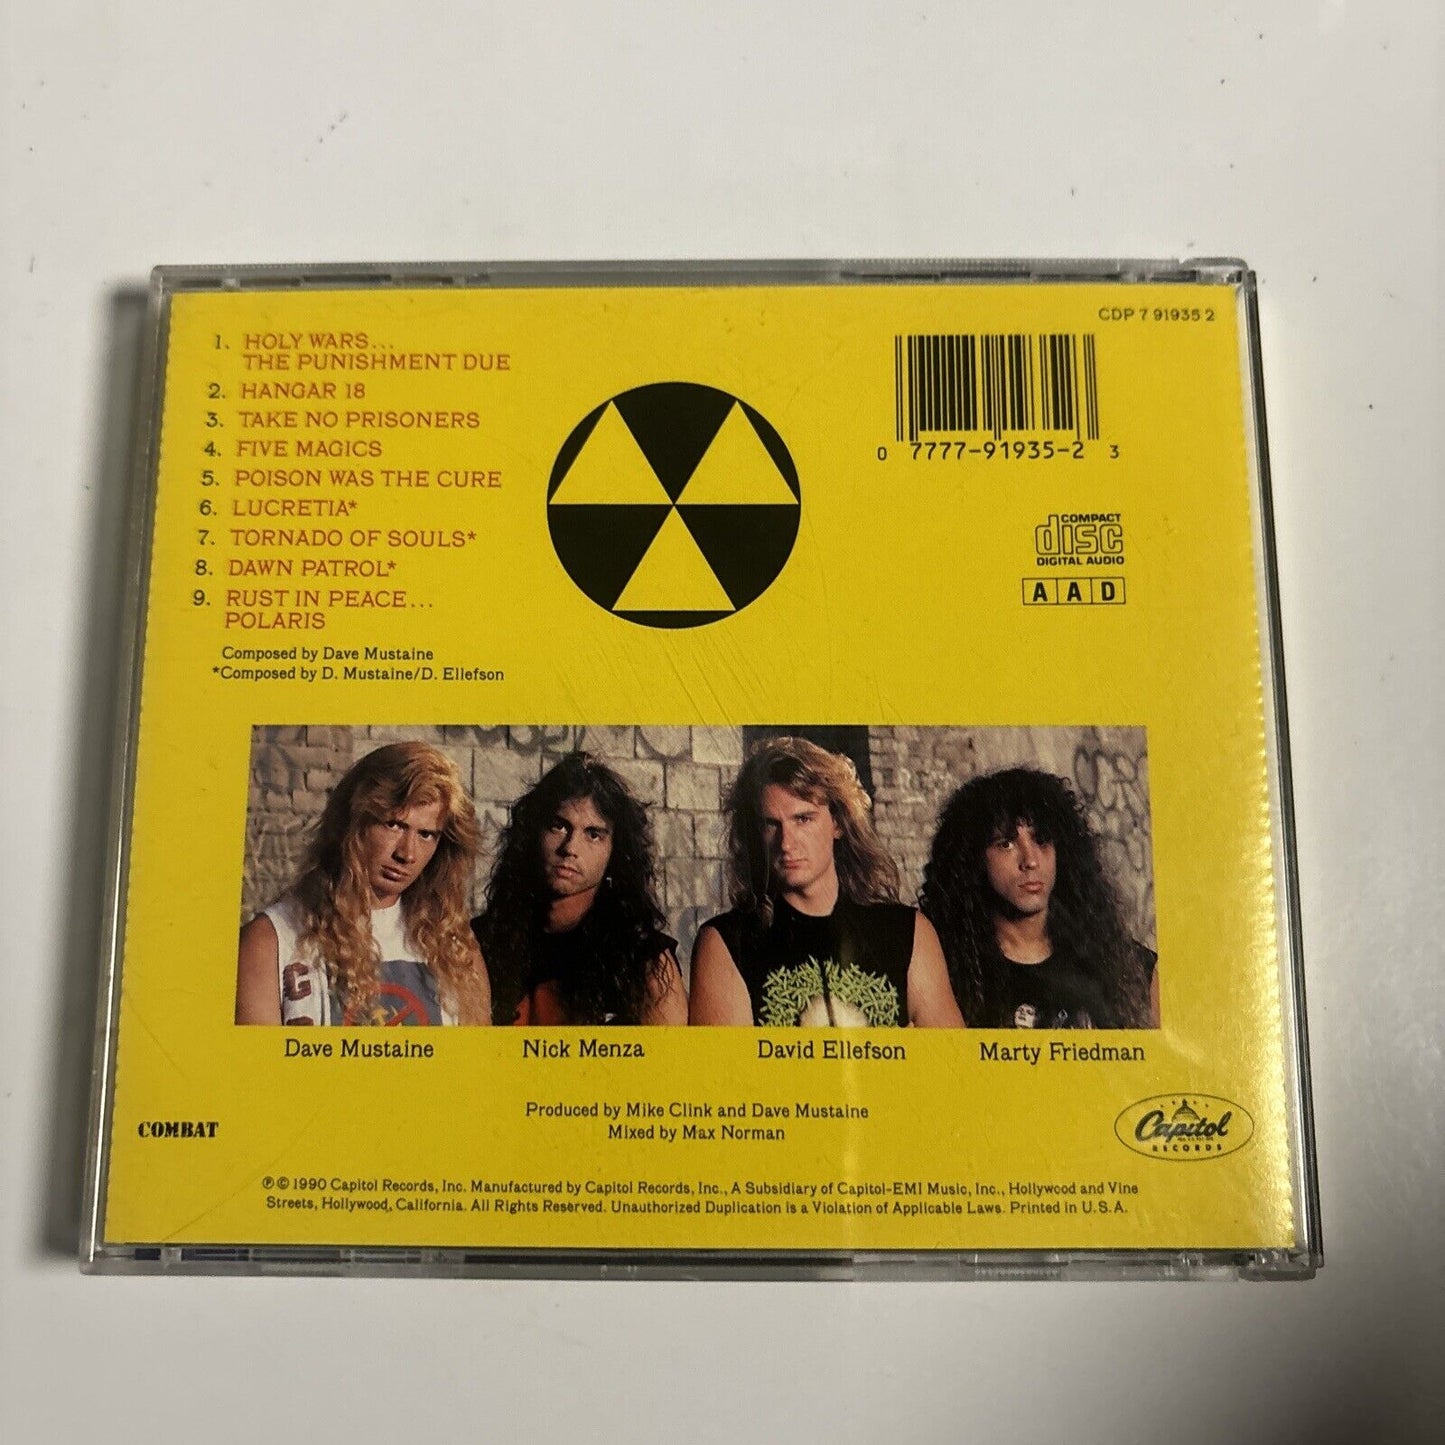 CDP 7 91935 2
1. HOLY WARS...
THE PUNISHMENT DUE
2. HANGAR 18
3. TAKE NO PRISONERS
4. FIVE MAGICS
5. POISON WAS THE CURE
6. LUCRETIA*
7. TORNADO OF SOULS*
8. DAWN PATROL*
9. RUST IN PEACE...
POLARIS
Composed by Dave Mustaine
*Composed by D. Mustaine/D. Ellefson
0 7777-91935-2 3
COMPACT
disc
DIGITAL AUDIO
A A D
Dave Mustaine Nick Menza David Ellefson Marty Friedman
Produced by Mike Clink and Dave Mustaine
Mixed by Max Norman
COMBAT
Capitol
RECORDS
℗ © 1990 Capitol Records, Inc. Manufactured by Capitol Records, Inc., A Subsidiary of Capitol-EMI Music, Inc., Hollywood and Vine
Streets, Hollywood, California. All Rights Reserved. Unauthorized Duplication is a Violation of Applicable Laws. Printed in U.S.A.